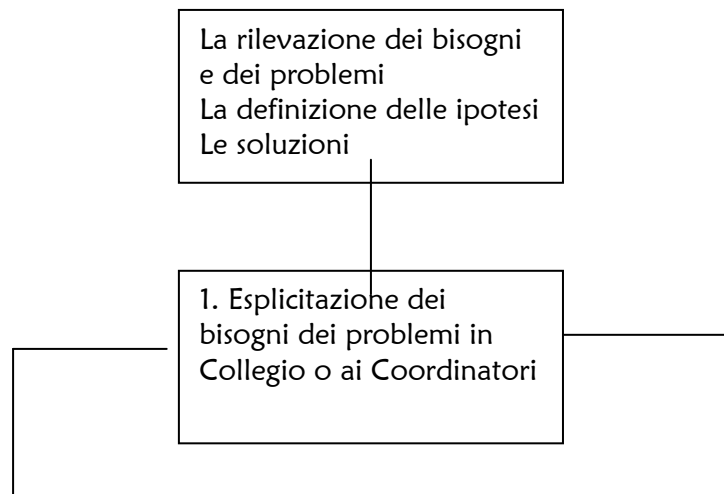 La rilevazione dei bisogni
e dei problemi
La definizione delle ipotesi
Le soluzioni
1. Esplicitazione dei
bisogni dei problemi in
Collegio o ai Coordinatori